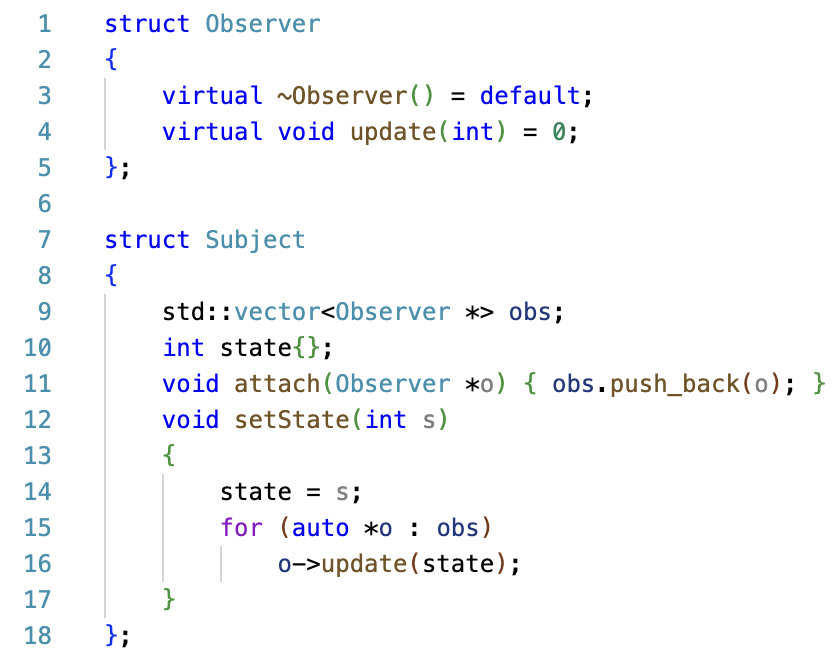 1 struct Observer
2 {
3     virtual ~Observer() = default;
4     virtual void update(int) = 0;
5 };
6
7 struct Subject
8 {
9     std::vector<Observer *> obs;
10     int state{};
11     void attach(Observer *o) { obs.push_back(o); }
12     void setState(int s)
13     {
14         state = s;
15         for (auto *o : obs)
16             o->update(state);
17     }
18 };